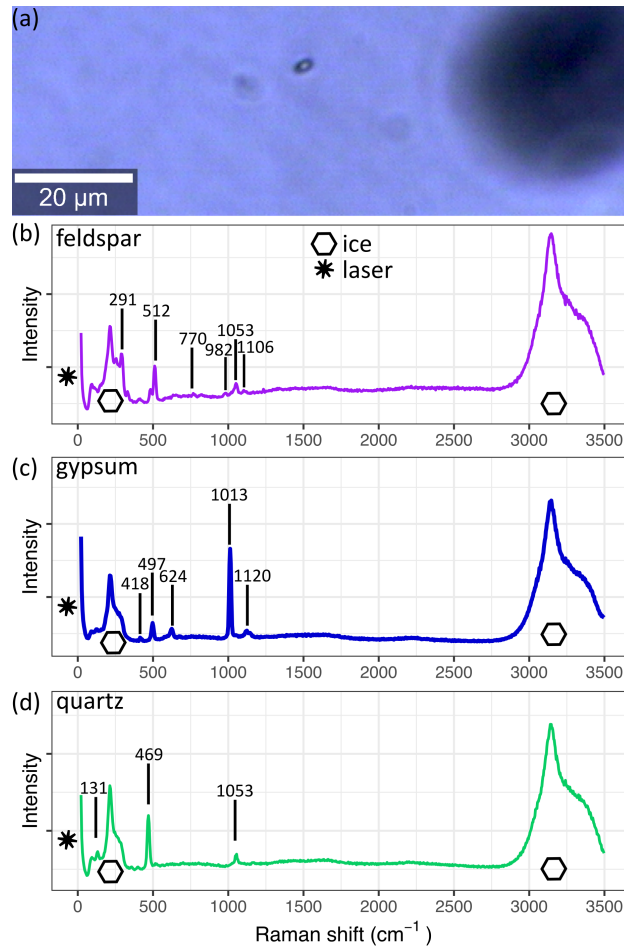 (a)
20 µm
(b)
feldspar
ice
laser
Intensity
291
512
770
982
1053
1106
0 500 1000 1500 2000 2500 3000 3500
(c)
gypsum
Intensity
418
497
624
1013
1120
0 500 1000 1500 2000 2500 3000 3500
(d)
quartz
Intensity
131
469
1053
0 500 1000 1500 2000 2500 3000 3500
Raman shift (cm⁻¹ )